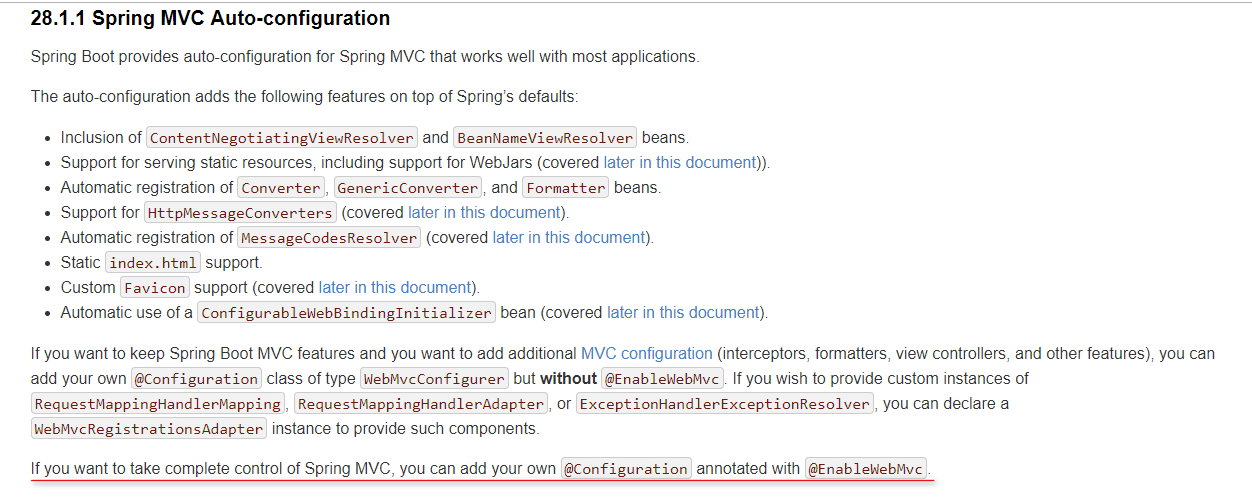 28.1.1 Spring MVC Auto-configuration
Spring Boot provides auto-configuration for Spring MVC that works well with most applications.
The auto-configuration adds the following features on top of Spring’s defaults:
• Inclusion of ContentNegotiatingViewResolver and BeanNameViewResolver beans.
• Support for serving static resources, including support for WebJars (covered later in this document)).
• Automatic registration of Converter, GenericConverter, and Formatter beans.
• Support for HttpMessageConverters (covered later in this document).
• Automatic registration of MessageCodesResolver (covered later in this document).
• Static index.html support.
• Custom Favicon support (covered later in this document).
• Automatic use of a ConfigurableWebBindingInitializer bean (covered later in this document).
If you want to keep Spring Boot MVC features and you want to add additional MVC configuration (interceptors, formatters, view controllers, and other features), you can
add your own @Configuration class of type WebMvcConfigurer but without @EnableWebMvc. If you wish to provide custom instances of
RequestMappingHandlerMapping, RequestMappingHandlerAdapter, or ExceptionHandlerExceptionResolver, you can declare a
WebMvcRegistrationsAdapter instance to provide such components.
If you want to take complete control of Spring MVC, you can add your own @Configuration annotated with @EnableWebMvc.